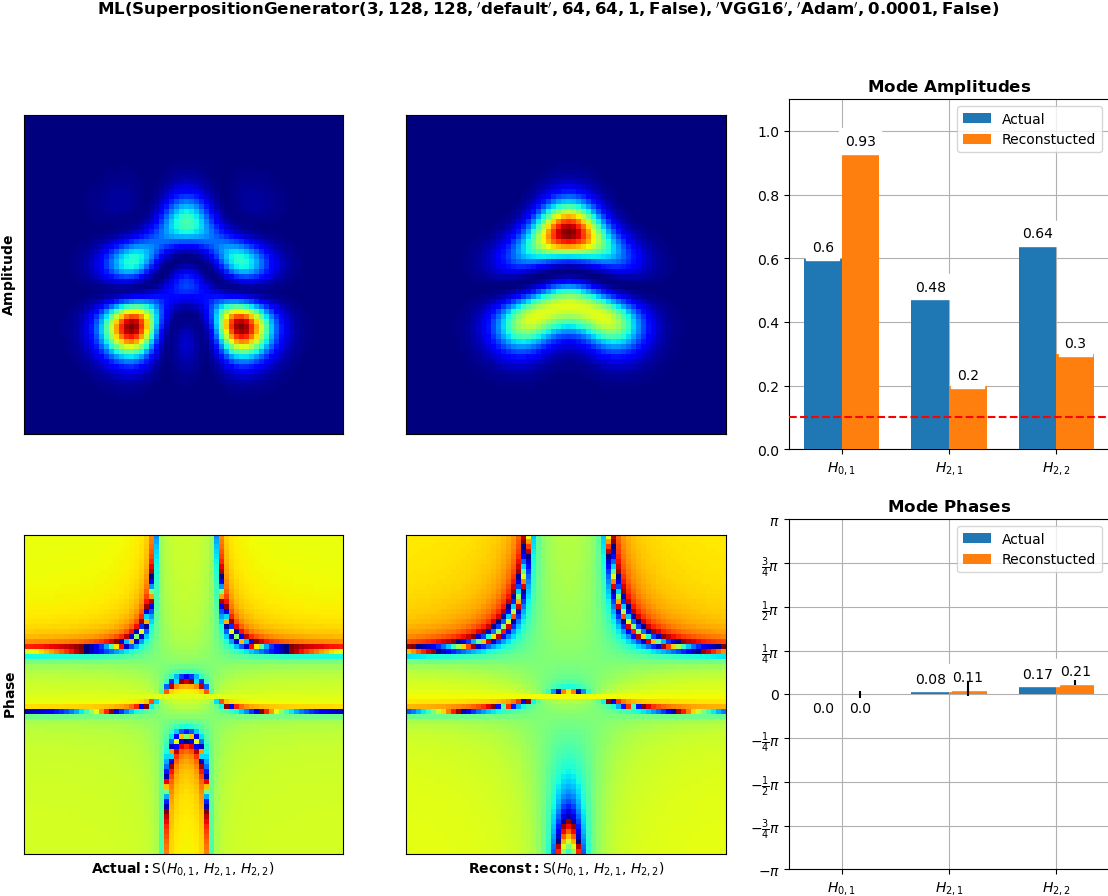 ML(SuperpositionGenerator(3, 128, 128, 'default', 64, 64, 1, False), 'VGG16', 'Adam', 0.0001, False)
Amplitude
Mode Amplitudes
Actual
Reconstucted
1.0
0.8
0.6
0.4
0.2
0.0
0.6
0.93
0.48
0.2
0.64
0.3
H₀,₁
H₂,₁
H₂,₂
Phase
Actual: S(H₀,₁, H₂,₁, H₂,₂)
Reconst: S(H₀,₁, H₂,₁, H₂,₂)
Mode Phases
Actual
Reconstucted
π
3/4π
1/2π
1/4π
0
−1/4π
−1/2π
−3/4π
−π
0.0
0.0
0.08
0.11
0.17
0.21
H₀,₁
H₂,₁
H₂,₂